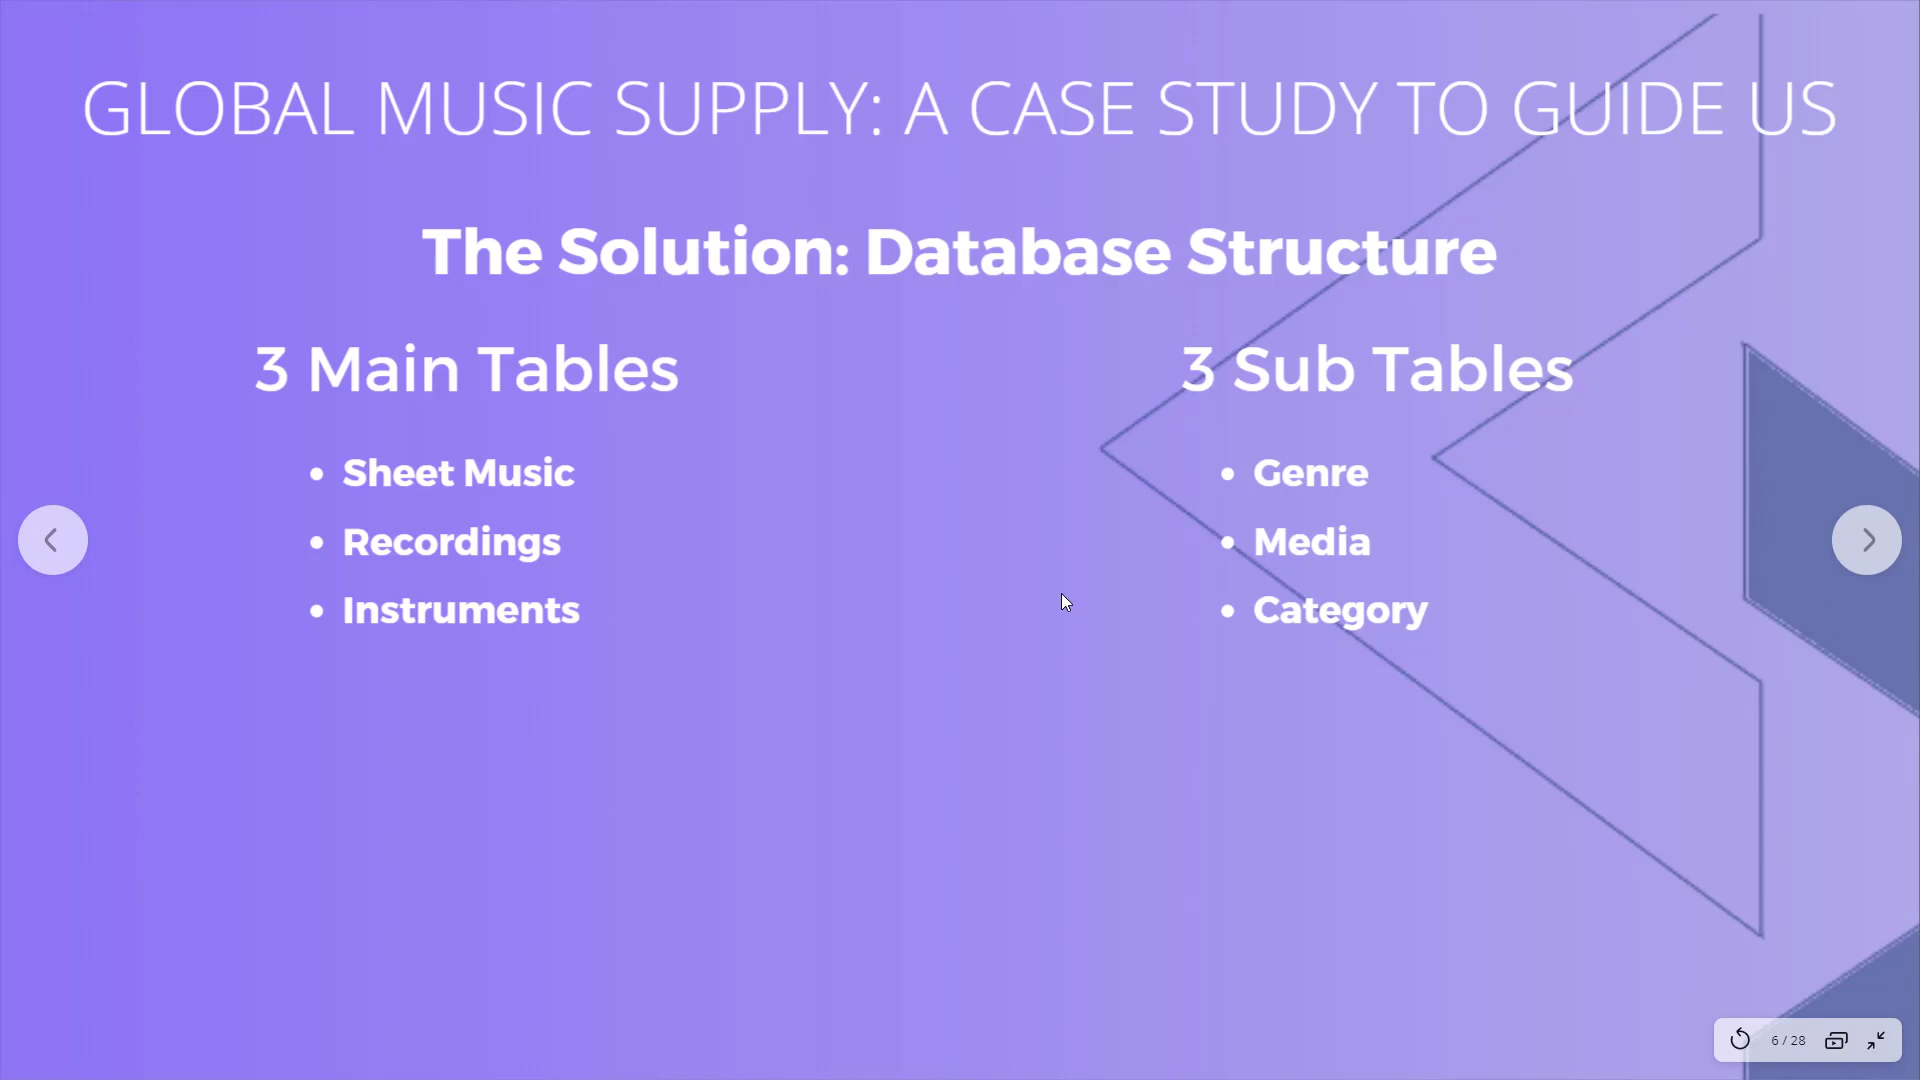 GLOBAL MUSIC SUPPLY: A CASE STUDY TO GUIDE US
The Solution: Database Structure
3 Main Tables
• Sheet Music
• Recordings
• Instruments
3 Sub Tables
• Genre
• Media
• Category
6 / 28